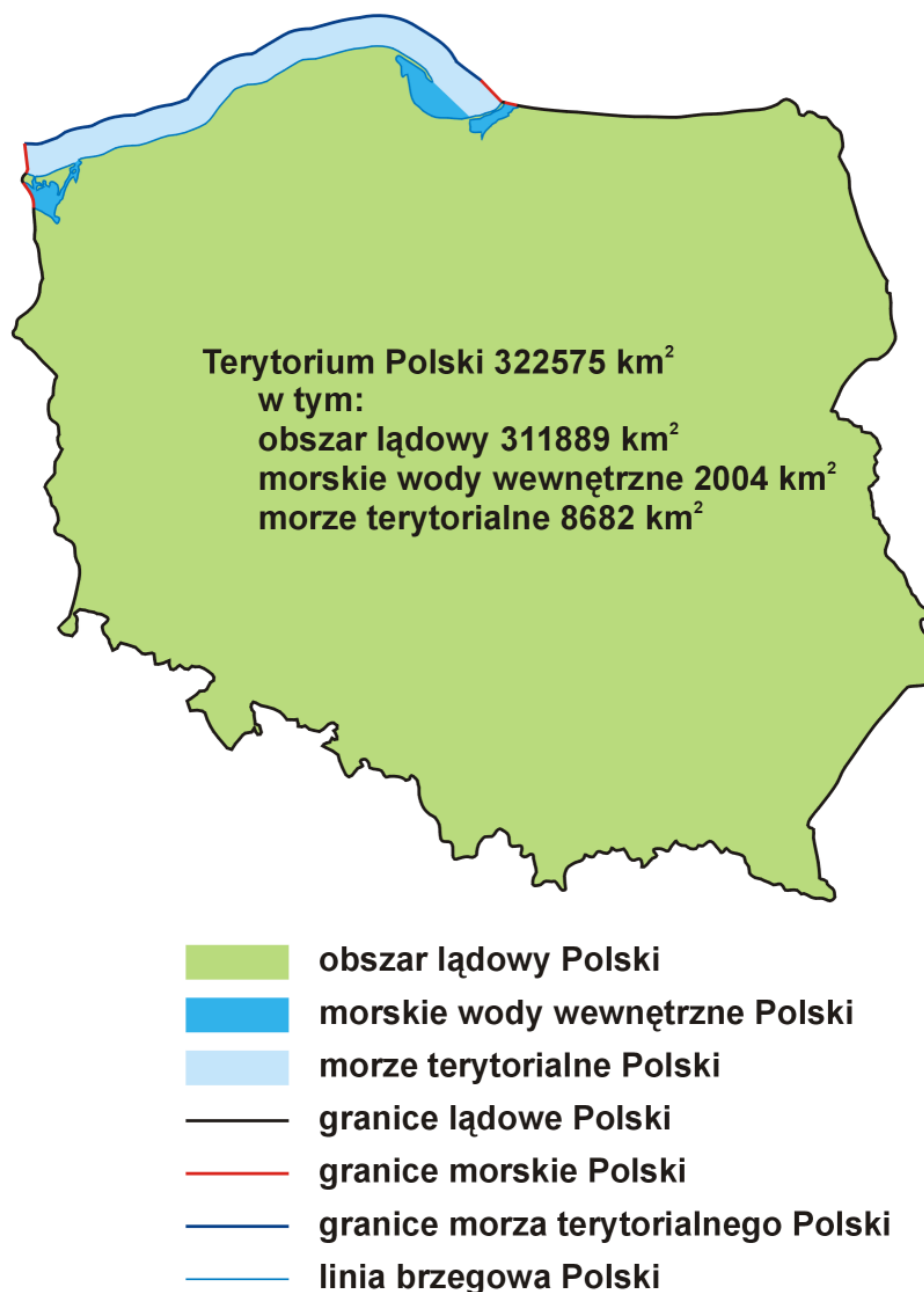 Terytorium Polski 322575 km²
w tym:
obszar lądowy 311889 km²
morskie wody wewnętrzne 2004 km²
morze terytorialne 8682 km²
obszar lądowy Polski
morskie wody wewnętrzne Polski
morze terytorialne Polski
granice lądowe Polski
granice morskie Polski
granice morza terytorialnego Polski
linia brzegowa Polski